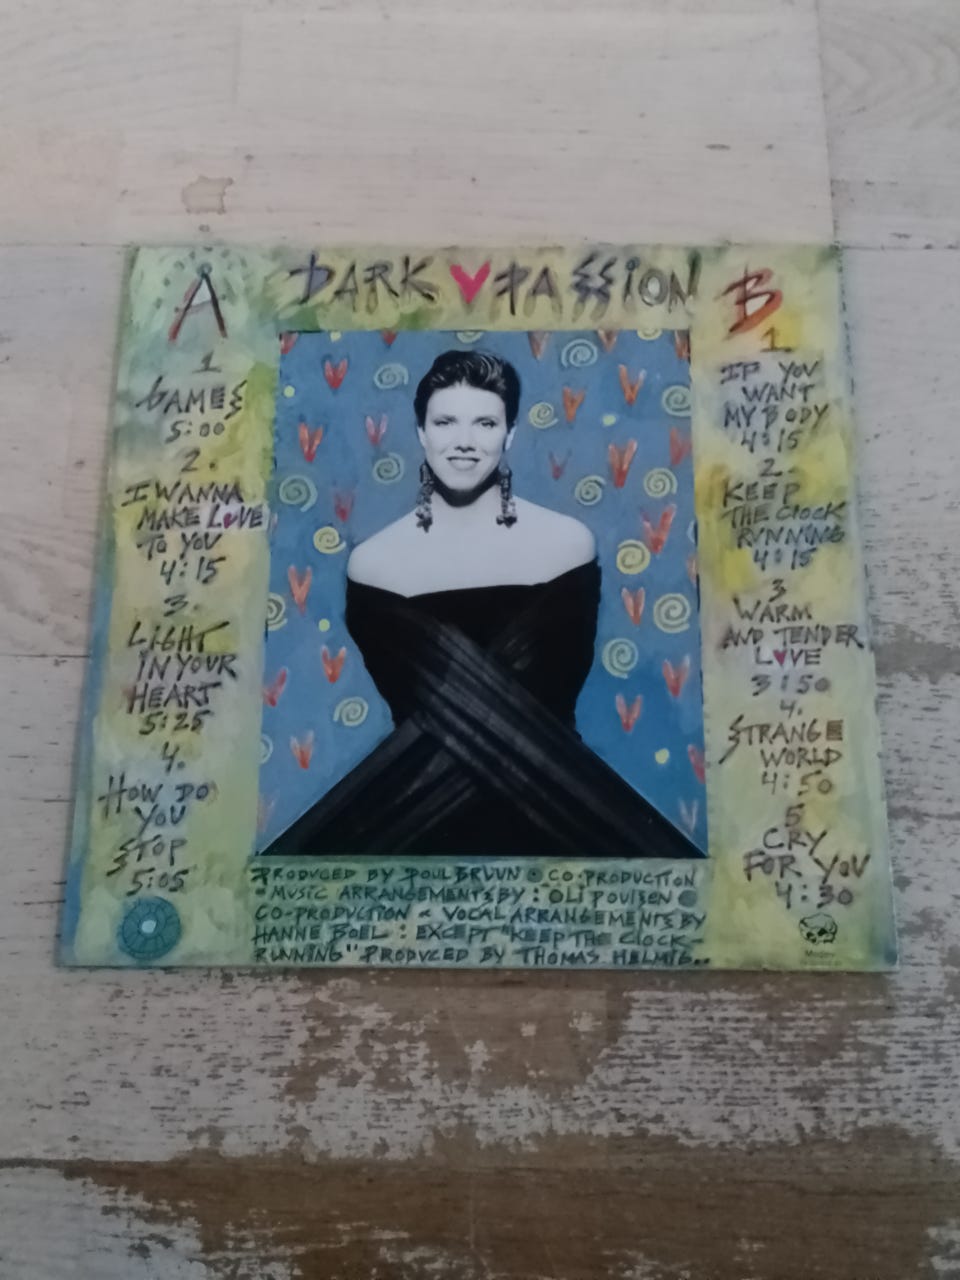 A
DARK PASSION
B
1
GAMES
5:00
2.
I WANNA
MAKE LOVE
TO YOU
4:15
3.
LIGHT
IN YOUR
HEART
5:25
4.
HOW DO
YOU
STOP
5:05
1
IF YOU
WANT
MY BODY
4:15
2.
KEEP
THE CLOCK
RUNNING
4:15
3
WARM
AND TENDER
LOVE
3:50
4.
STRANGE
WORLD
4:50
5
CRY
FOR YOU
4:30
PRODUCED BY POUL BRUUN CO-PRODUCTION
MUSIC ARRANGEMENTS BY: OLI POULSEN
CO-PRODUCTION & VOCAL ARRANGEMENTS BY
HANNE BOEL: EXCEPT "KEEP THE CLOCK-
RUNNING" PRODUCED BY THOMAS HELMIG..
Medley